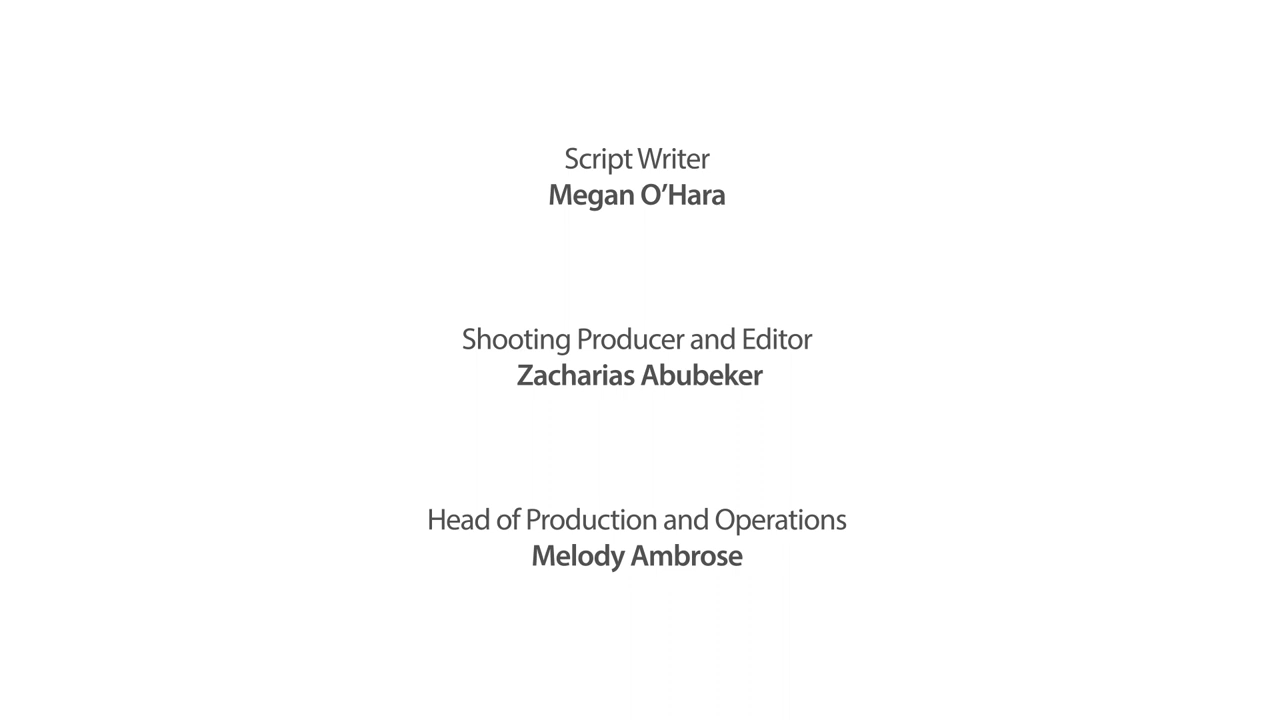 Script Writer
Megan O’Hara
Shooting Producer and Editor
Zacharias Abubeker
Head of Production and Operations
Melody Ambrose